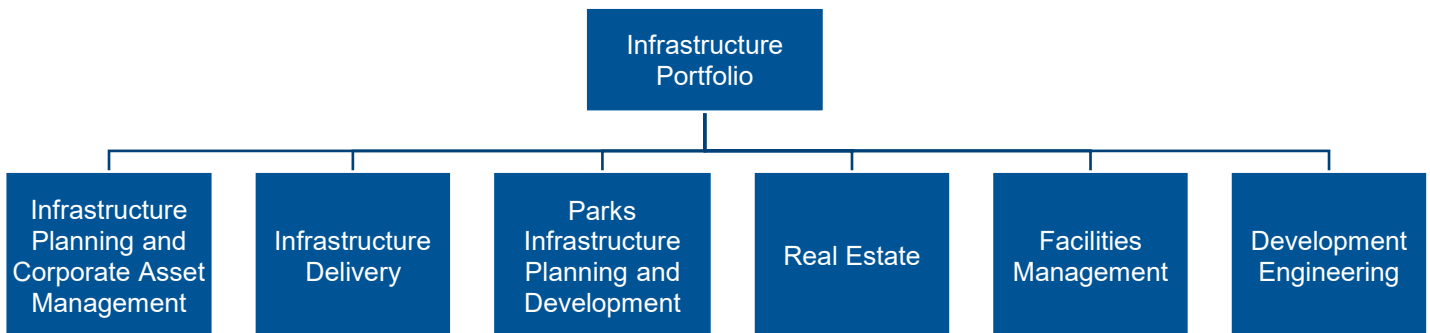 Infrastructure
Portfolio
Infrastructure
Planning and
Corporate Asset
Management
Infrastructure
Delivery
Parks
Infrastructure
Planning and
Development
Real Estate
Facilities
Management
Development
Engineering